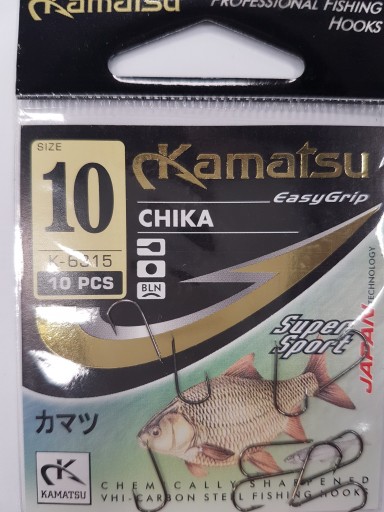 Kamatsu
PROFESSIONAL FISHING
HOOKS
SIZE
10
K-6315
10 PCS
Kamatsu
EasyGrip
CHIKA
BLN
Super
Sport
JAPAN TECHNOLOGY
カマツ
KAMATSU
CHEMICALLY SHARPENED
VHI-CARBON STEEL FISHING HOOKS